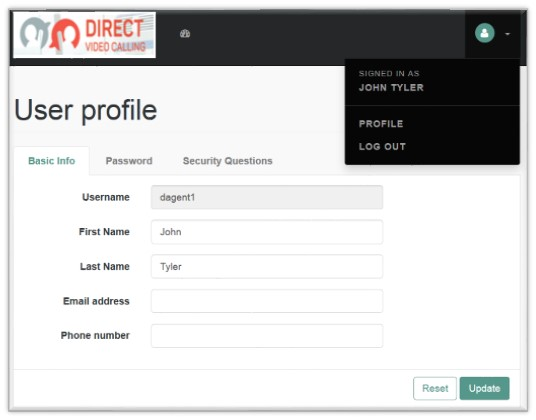 DIRECT
VIDEO CALLING
SIGNED IN AS
JOHN TYLER
PROFILE
LOG OUT
User profile
Basic Info Password Security Questions
Username dagent1
First Name John
Last Name Tyler
Email address
Phone number
Reset Update